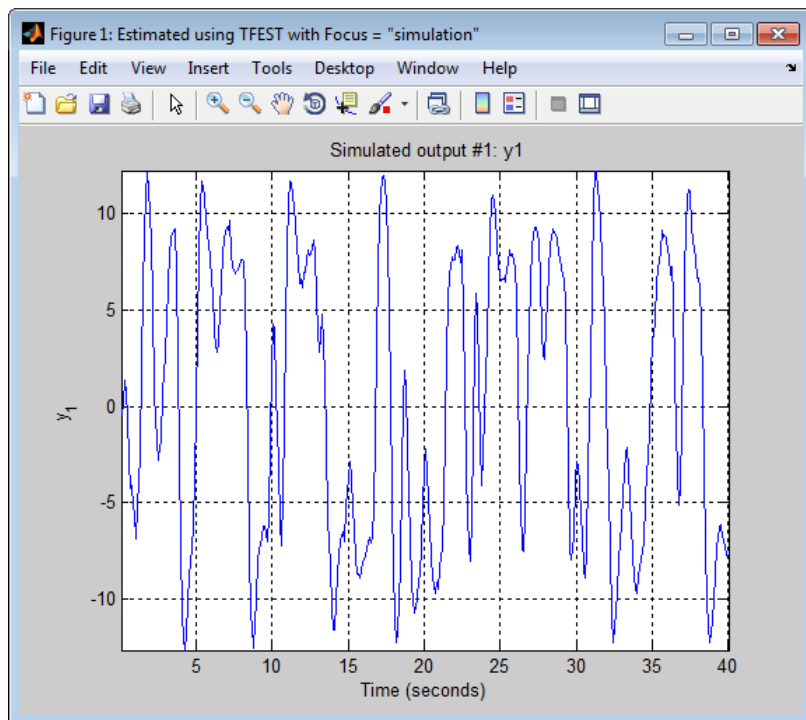 Figure 1: Estimated using TFEST with Focus = "simulation"
File Edit View Insert Tools Desktop Window Help
Simulated output #1: y1
10
5
0
-5
-10
y1
5 10 15 20 25 30 35 40
Time (seconds)